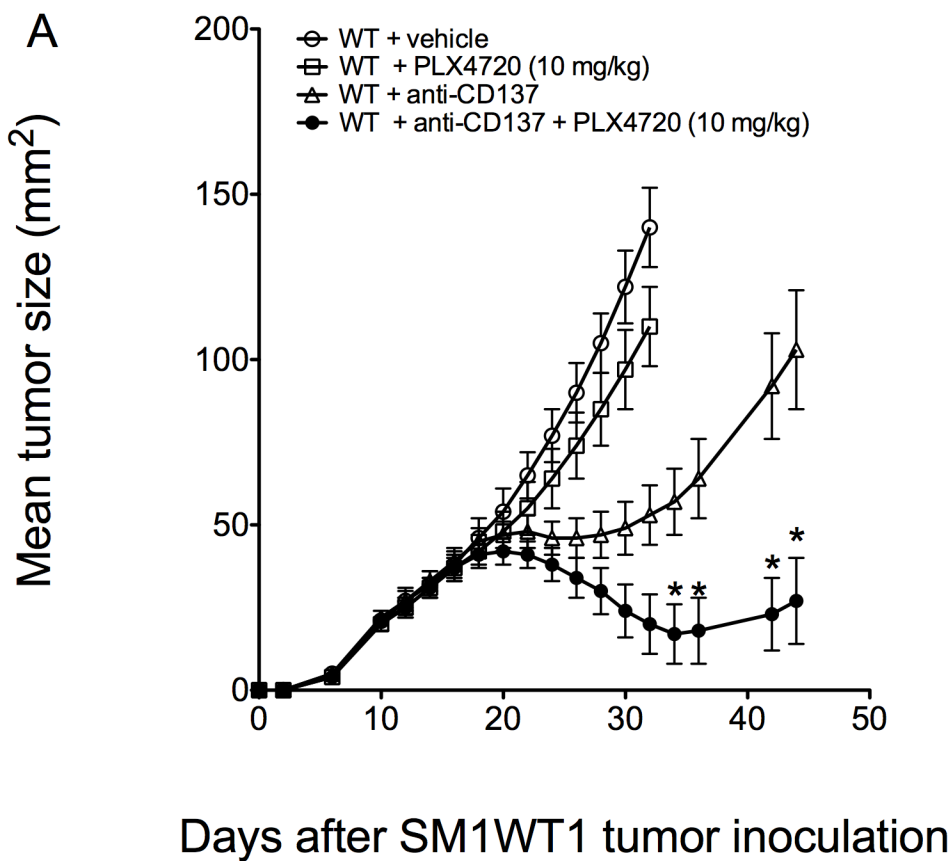 A
WT + vehicle
WT + PLX4720 (10 mg/kg)
WT + anti-CD137
WT + anti-CD137 + PLX4720 (10 mg/kg)
Mean tumor size (mm²)
200
150
100
50
0
* * * *
0 10 20 30 40 50
Days after SM1WT1 tumor inoculation